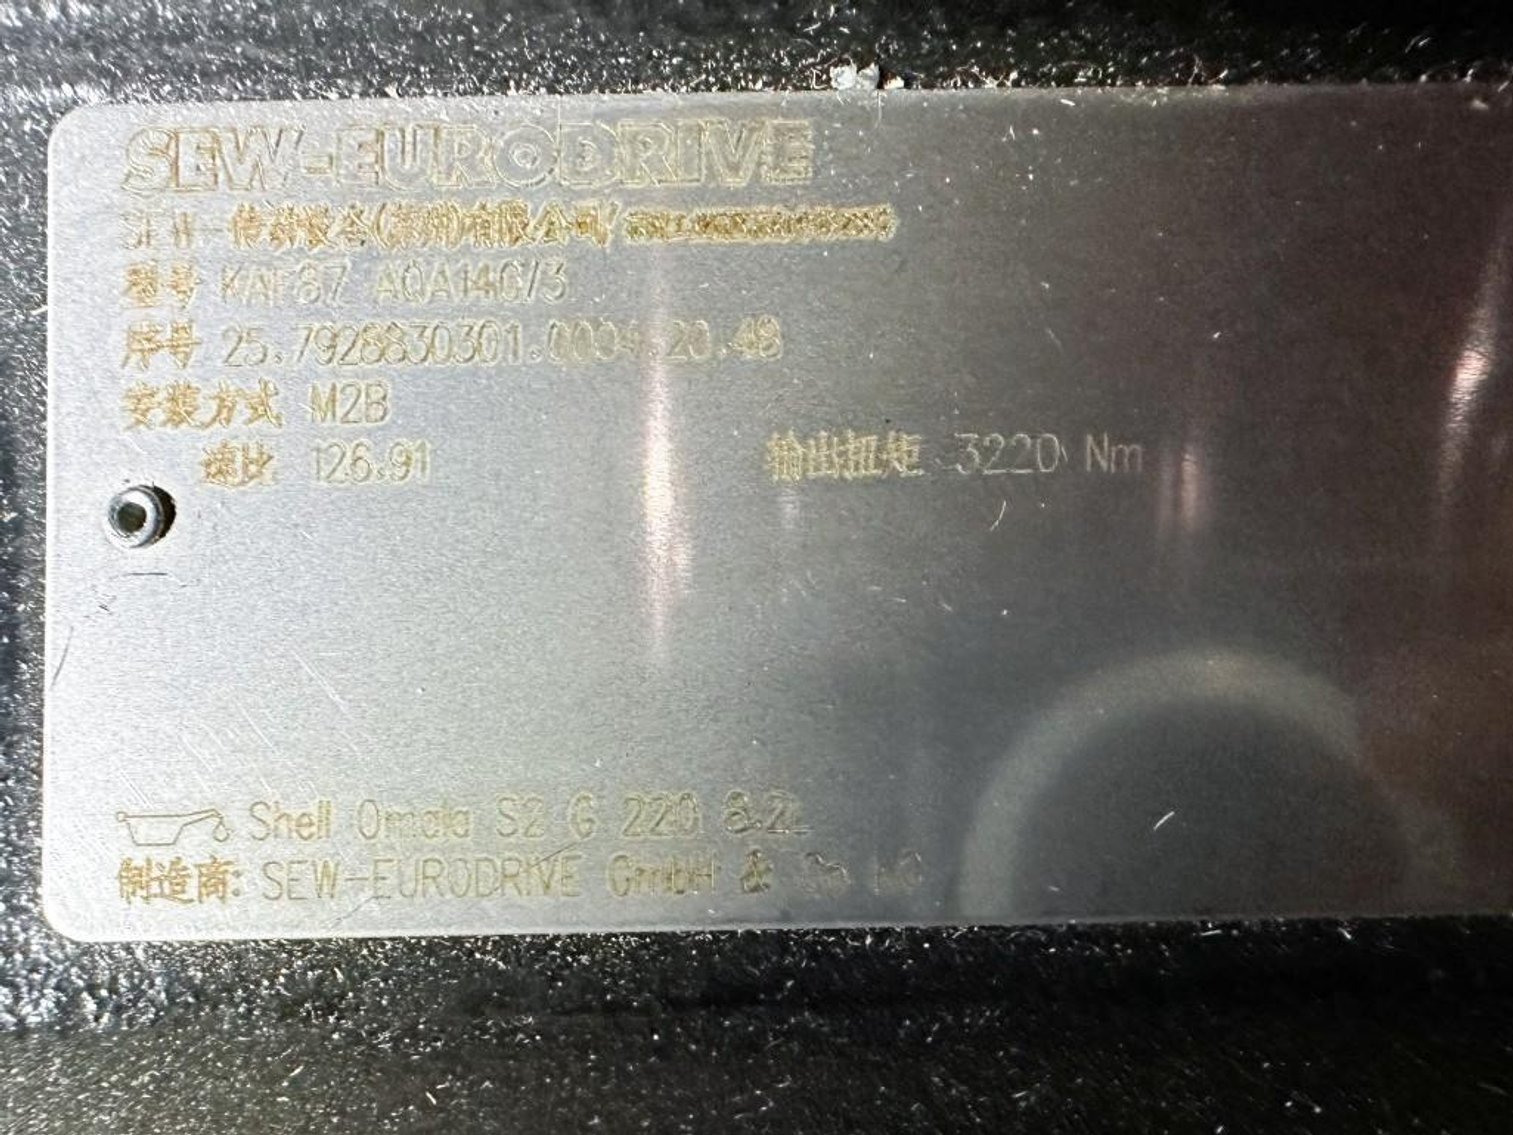 SEW-EURODRIVE
SEW-传动设备(苏州)有限公司/
型号 KAF87 AQA140/3
序号 25.7928830301.0004.20.48
安装方式 M2B
速比 126.91 输出扭矩 3220 Nm
Shell Omala S2 G 220 8.2L
制造商: SEW-EURODRIVE GmbH & Co KG